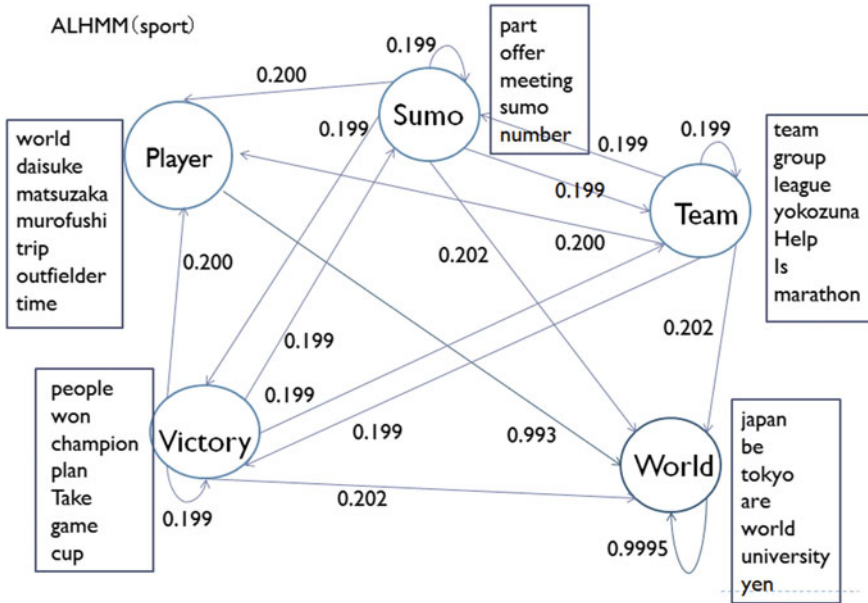 ALHMM(sport)
0.199
part
offer
meeting
sumo
number
0.200
Sumo
0.199
0.199
team
group
league
yokozuna
Help
Is
marathon
world
daisuke
matsuzaka
murofushi
trip
outfielder
time
Player
0.199
0.199
Team
0.200
0.202
0.200
0.202
0.199
people
won
champion
plan
Take
game
cup
Victory
0.199
0.199
0.993
World
japan
be
tokyo
are
world
university
yen
0.199
0.202
0.9995